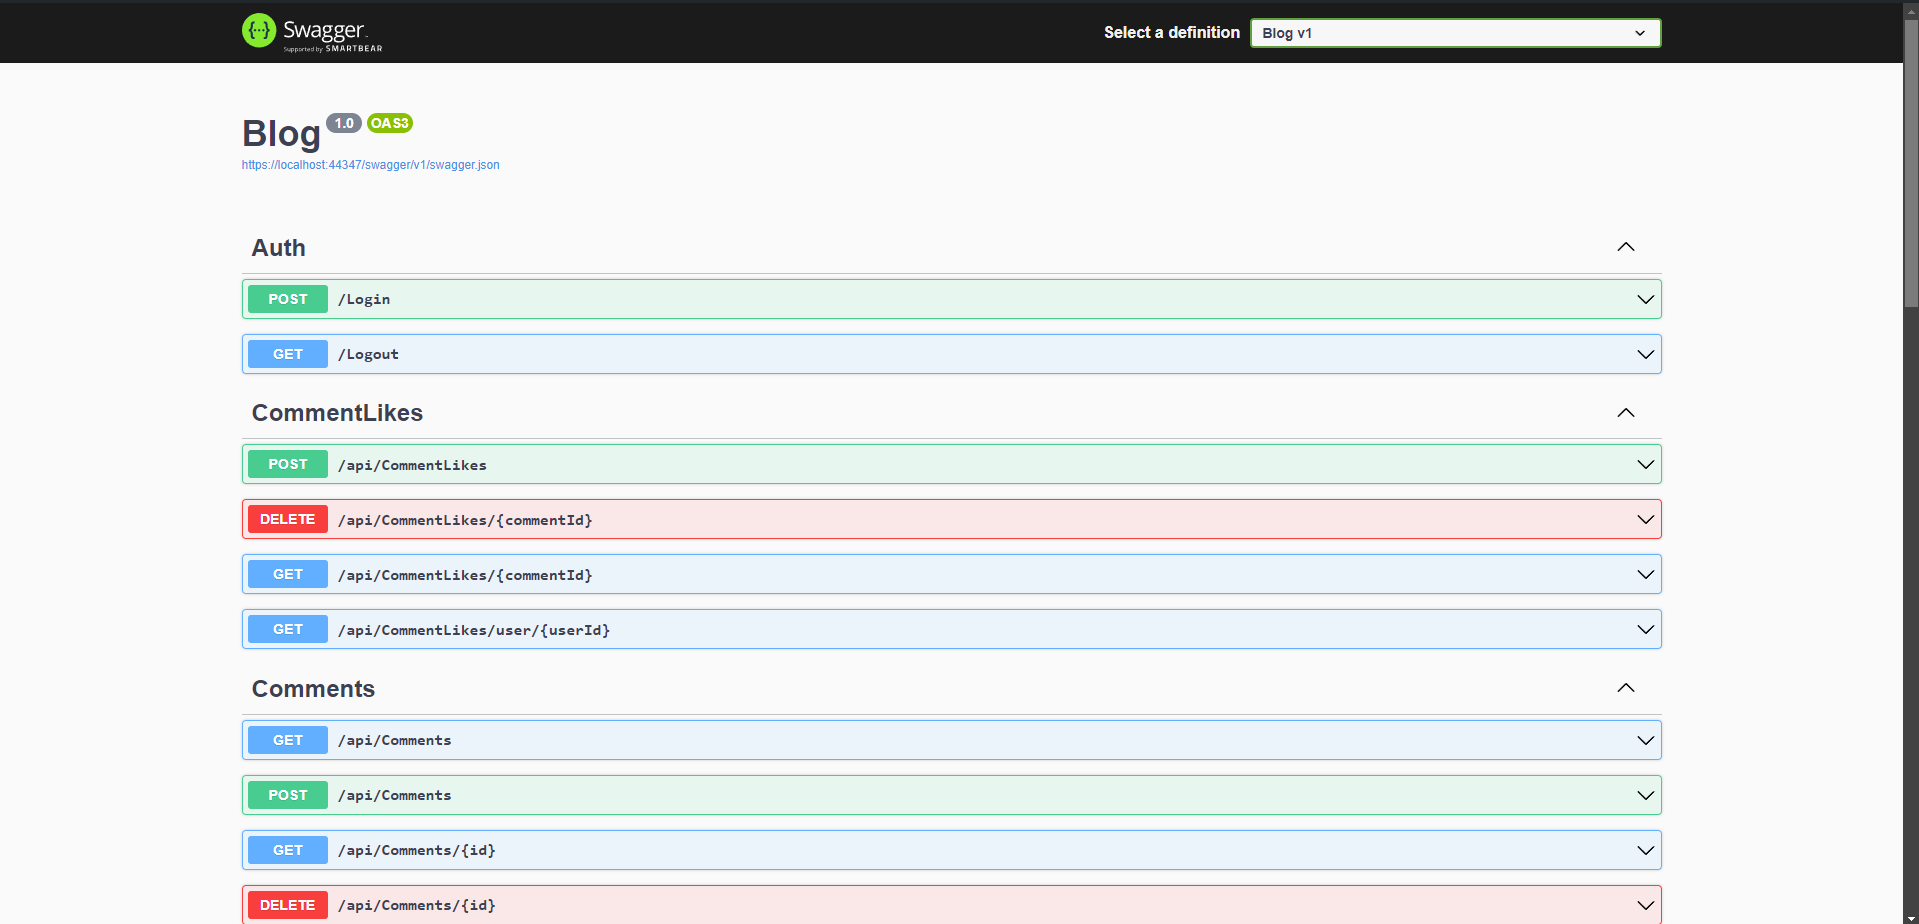 {···} Swagger.
Supported by SMARTBEAR
Select a definition
Blog v1
Blog 1.0 OAS3
https://localhost:44347/swagger/v1/swagger.json
Auth
POST /Login
GET /Logout
CommentLikes
POST /api/CommentLikes
DELETE /api/CommentLikes/{commentId}
GET /api/CommentLikes/{commentId}
GET /api/CommentLikes/user/{userId}
Comments
GET /api/Comments
POST /api/Comments
GET /api/Comments/{id}
DELETE /api/Comments/{id}